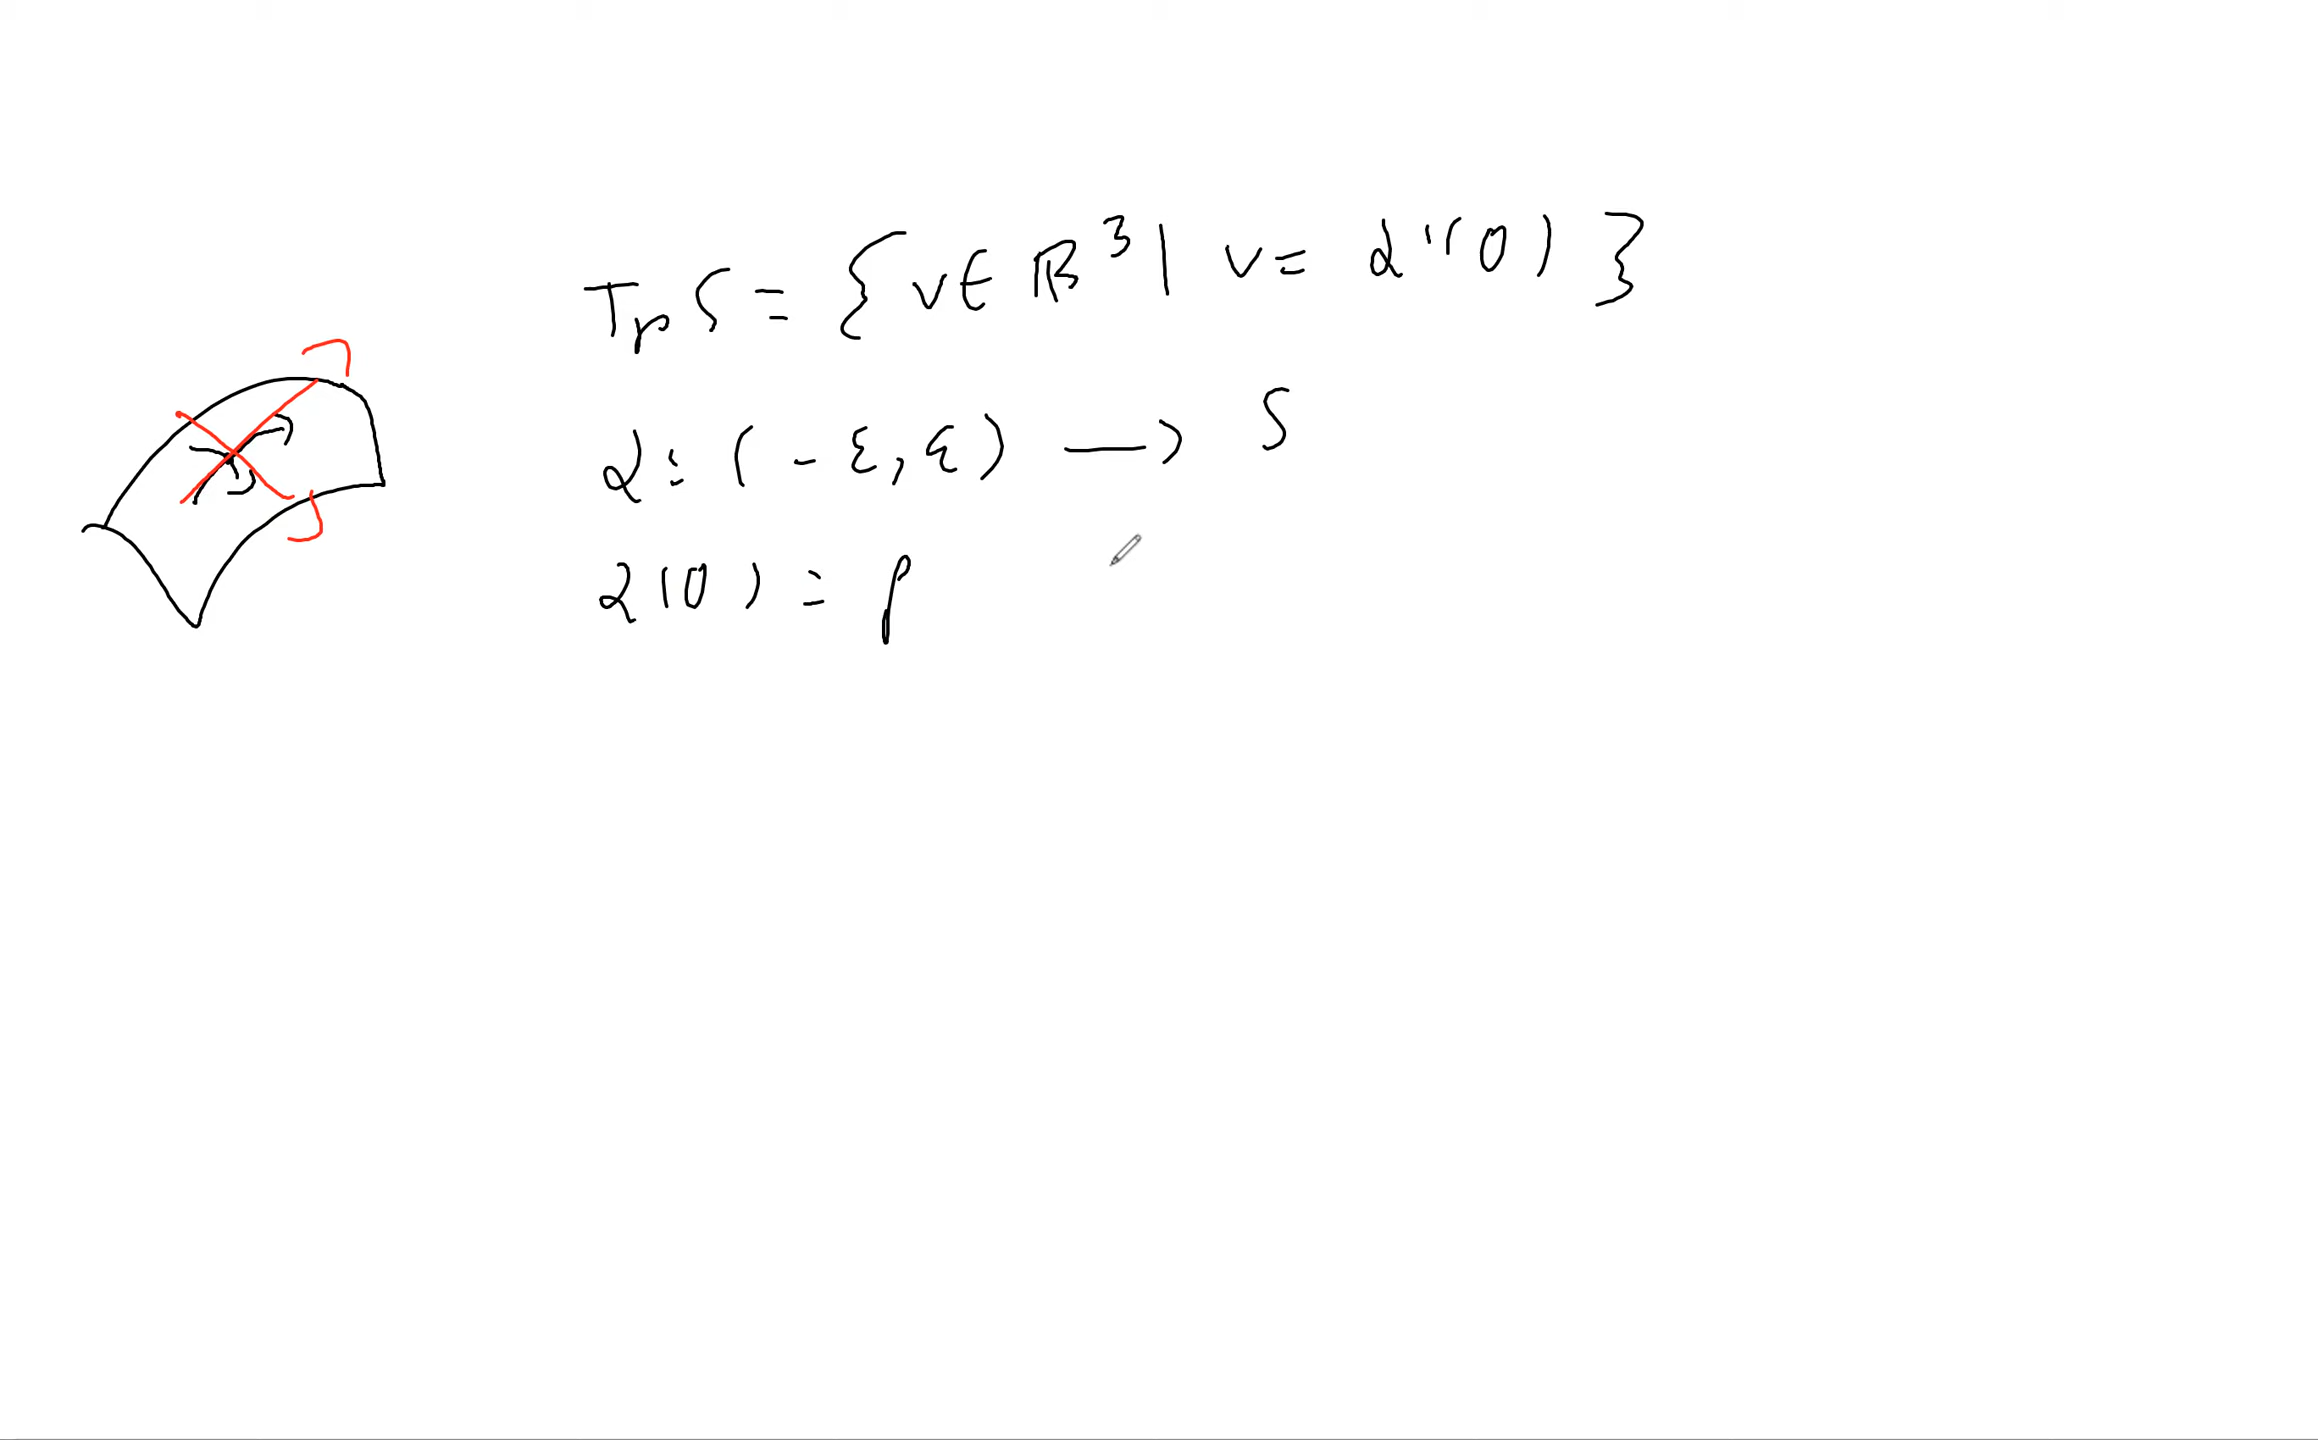 TₚS = { v ∈ ℝ³ | v = α'(0) }
α : (-ε, ε) ⟶ S
α(0) = p